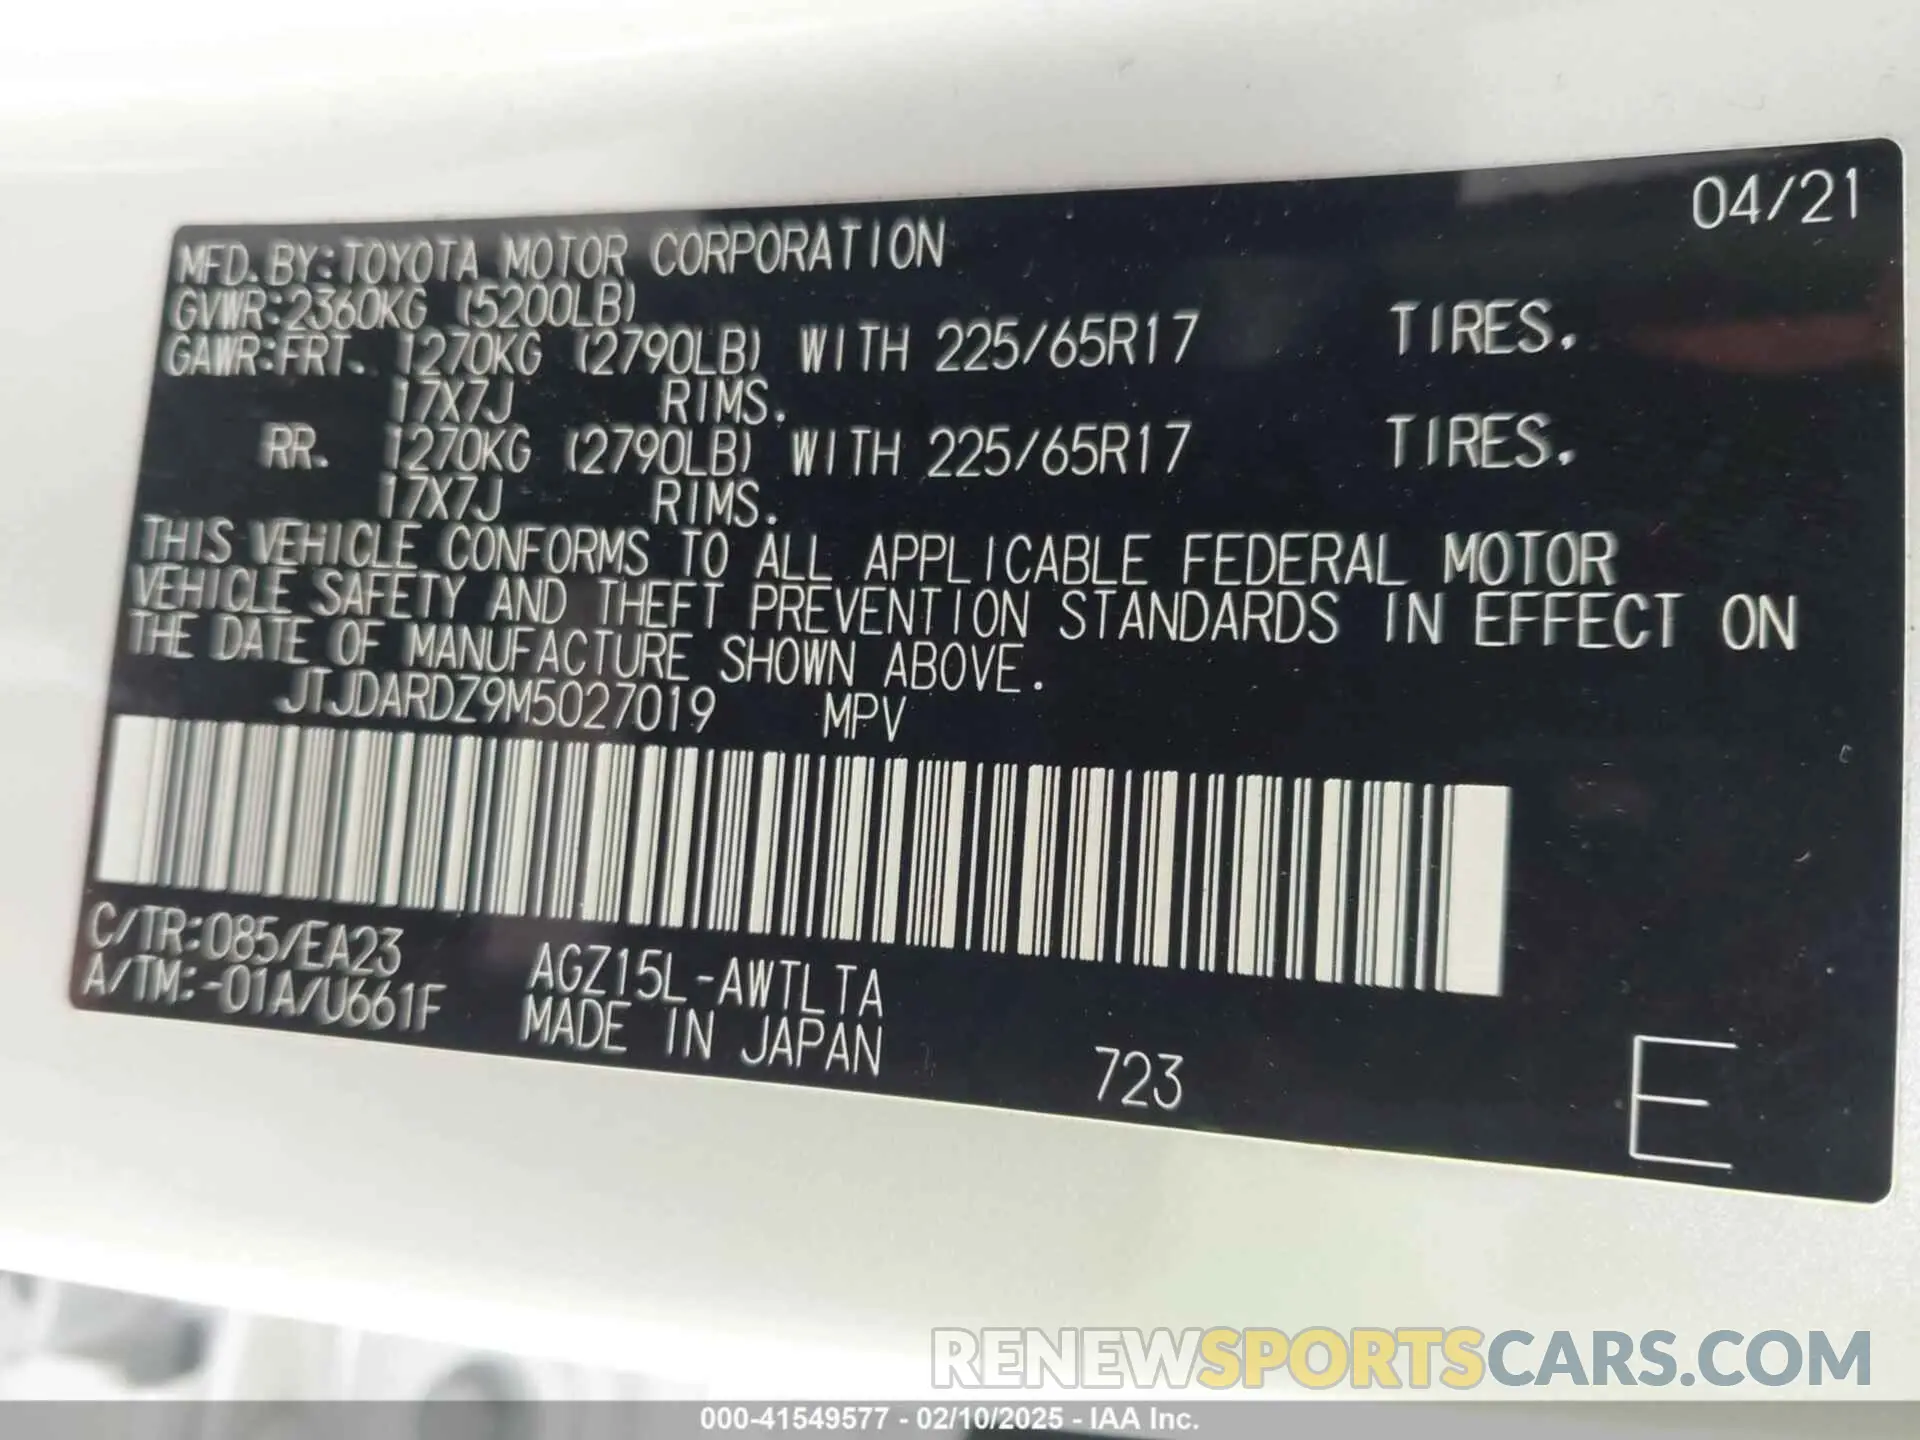 04/21
MFD. BY:TOYOTA MOTOR CORPORATION
GVWR:2360KG (5200LB)
GAWR:FRT. 1270KG (2790LB) WITH 225/65R17 TIRES.
17X7J RIMS.
RR. 1270KG (2790LB) WITH 225/65R17 TIRES.
17X7J RIMS.
THIS VEHICLE CONFORMS TO ALL APPLICABLE FEDERAL MOTOR
VEHICLE SAFETY AND THEFT PREVENTION STANDARDS IN EFFECT ON
THE DATE OF MANUFACTURE SHOWN ABOVE.
JTJDARDZ9M5027019 MPV
C/TR:085/EA23 AGZ15L-AWTLTA
A/TM:-01A/U661F MADE IN JAPAN 723
E
RENEWSPORTSCARS.COM
000-41549577 - 02/10/2025 - IAA Inc.